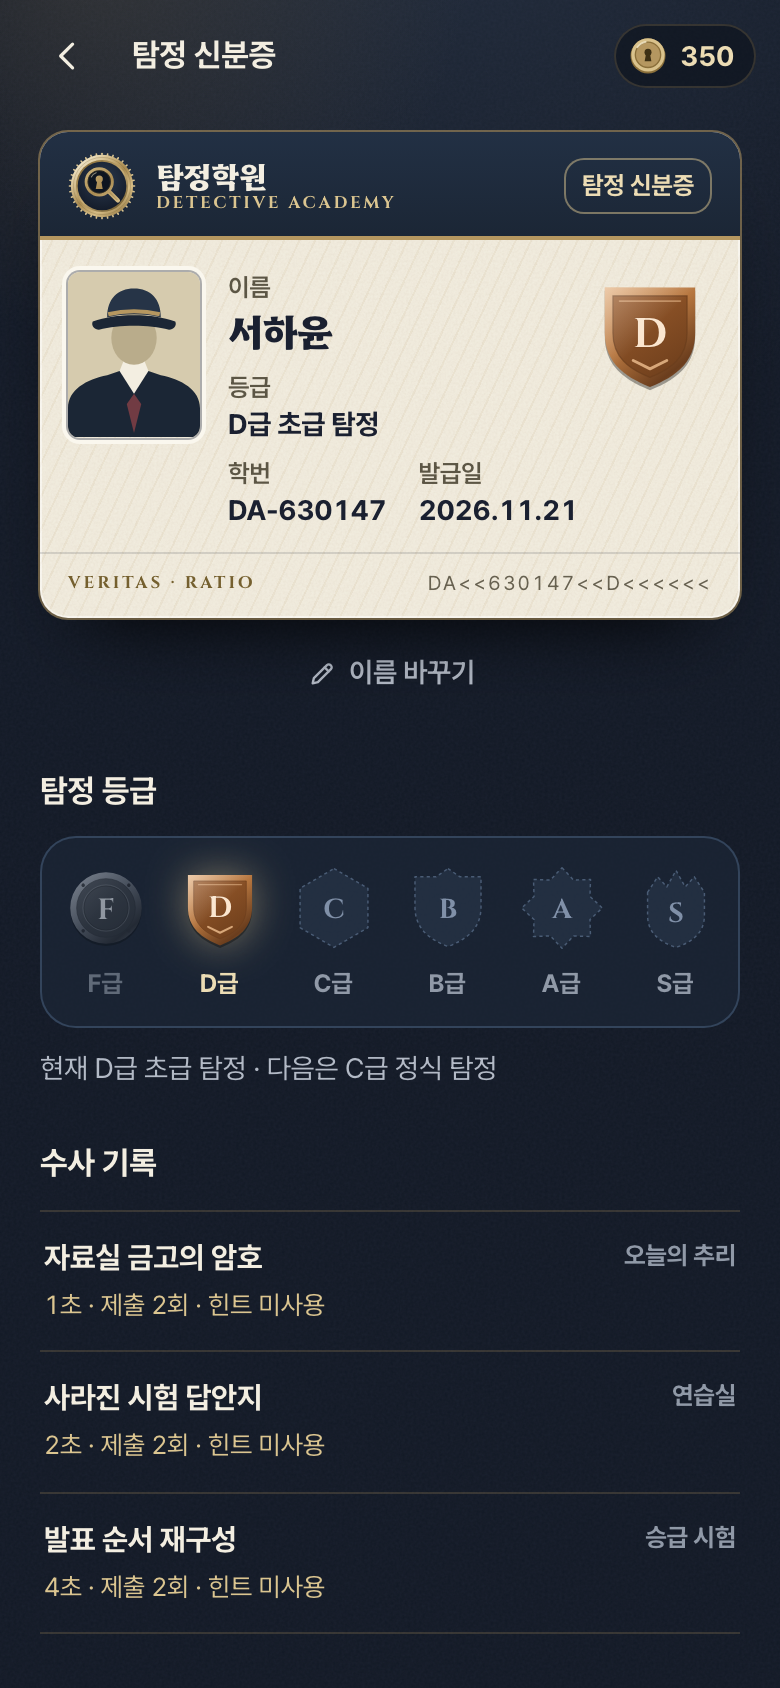 탐정 신분증
350
탐정학원
DETECTIVE ACADEMY
탐정 신분증
이름
서하윤
D
등급
D급 초급 탐정
학번
발급일
DA-630147
2026.11.21
VERITAS · RATIO
DA<<630147<<D<<<<<<
이름 바꾸기
탐정 등급
F
D
C
B
A
S
F급
D급
C급
B급
A급
S급
현재 D급 초급 탐정 · 다음은 C급 정식 탐정
수사 기록
자료실 금고의 암호
오늘의 추리
1초 · 제출 2회 · 힌트 미사용
사라진 시험 답안지
연습실
2초 · 제출 2회 · 힌트 미사용
발표 순서 재구성
승급 시험
4초 · 제출 2회 · 힌트 미사용